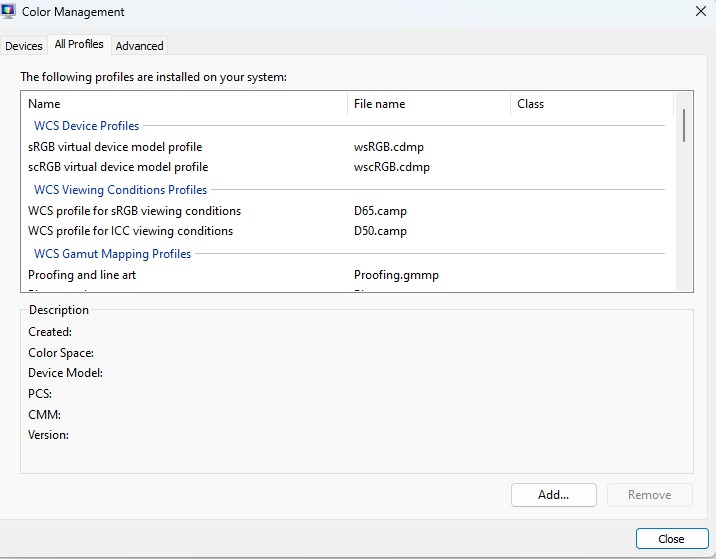 Color Management
Devices All Profiles Advanced
The following profiles are installed on your system:
Name File name Class
WCS Device Profiles
sRGB virtual device model profile wsRGB.cdmp
scRGB virtual device model profile wscRGB.cdmp
WCS Viewing Conditions Profiles
WCS profile for sRGB viewing conditions D65.camp
WCS profile for ICC viewing conditions D50.camp
WCS Gamut Mapping Profiles
Proofing and line art Proofing.gmmp
Description
Created:
Color Space:
Device Model:
PCS:
CMM:
Version:
Add... Remove
Close